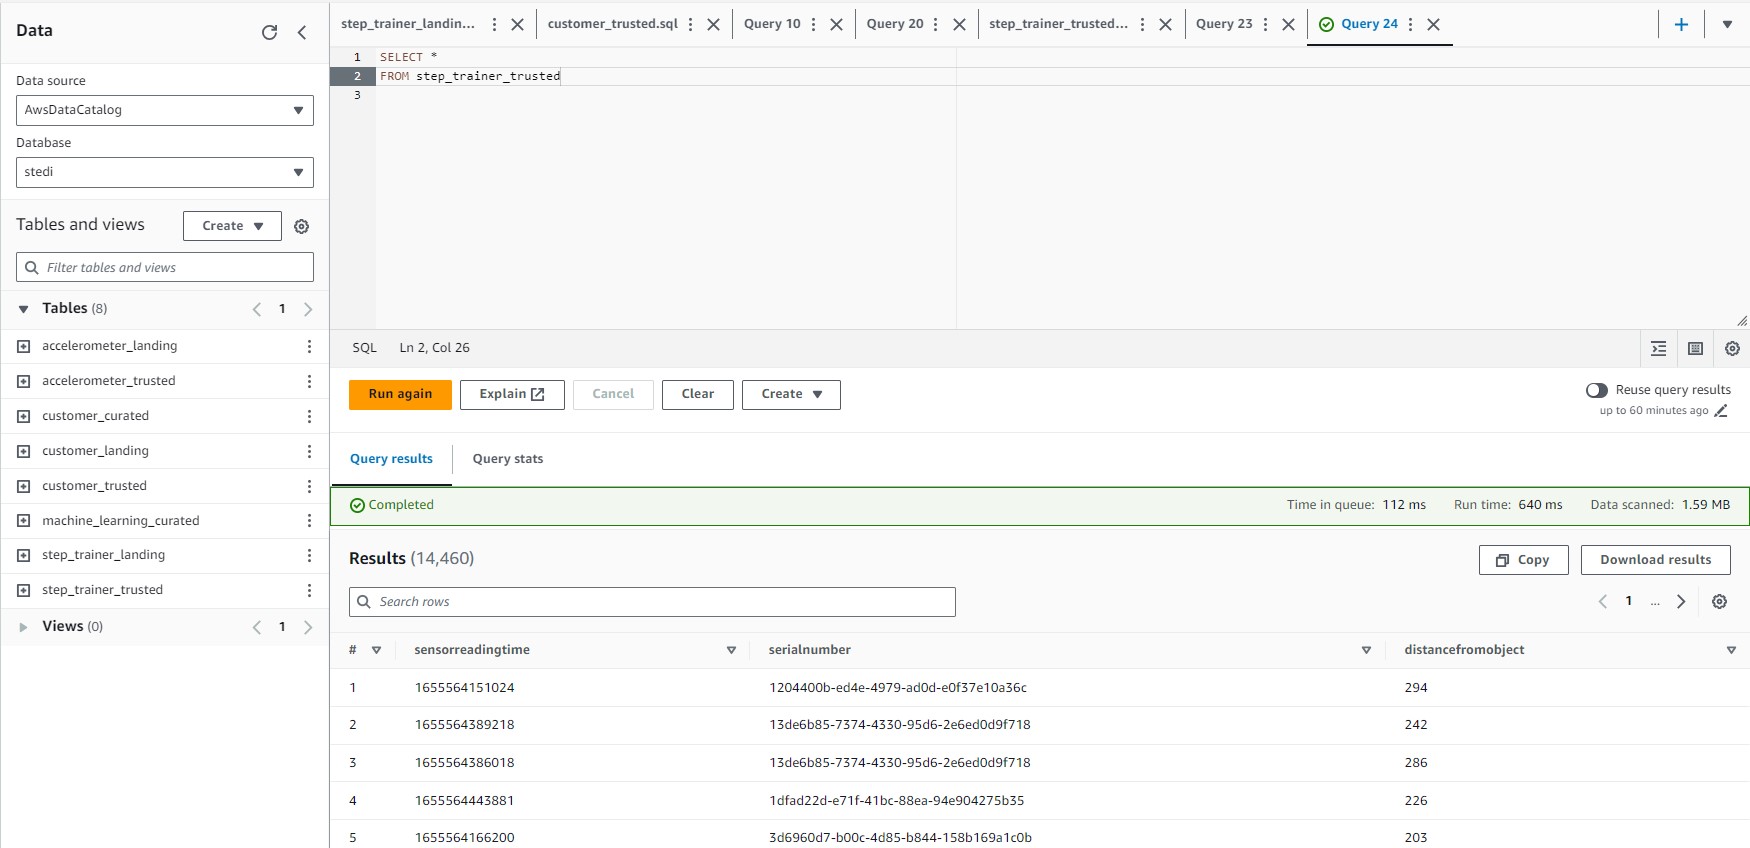 Data
Data source
AwsDataCatalog
Database
stedi
Tables and views
Create
Filter tables and views
Tables (8)
1
accelerometer_landing
accelerometer_trusted
customer_curated
customer_landing
customer_trusted
machine_learning_curated
step_trainer_landing
step_trainer_trusted
Views (0)
1
step_trainer_landin... customer_trusted.sql Query 10 Query 20 step_trainer_trusted... Query 23 Query 24
1 SELECT *
2 FROM step_trainer_trusted
3
SQL Ln 2, Col 26
Run again Explain Cancel Clear Create
Reuse query results
up to 60 minutes ago
Query results Query stats
Completed Time in queue: 112 ms Run time: 640 ms Data scanned: 1.59 MB
Results (14,460) Copy Download results
Search rows 1 ...
# sensorreadingtime serialnumber distancefromobject
1 1655564151024 1204400b-ed4e-4979-ad0d-e0f37e10a36c 294
2 1655564389218 13de6b85-7374-4330-95d6-2e6ed0d9f718 242
3 1655564386018 13de6b85-7374-4330-95d6-2e6ed0d9f718 286
4 1655564443881 1dfad22d-e71f-41bc-88ea-94e904275b35 226
5 1655564166200 3d6960d7-b00c-4d85-b844-158b169a1c0b 203